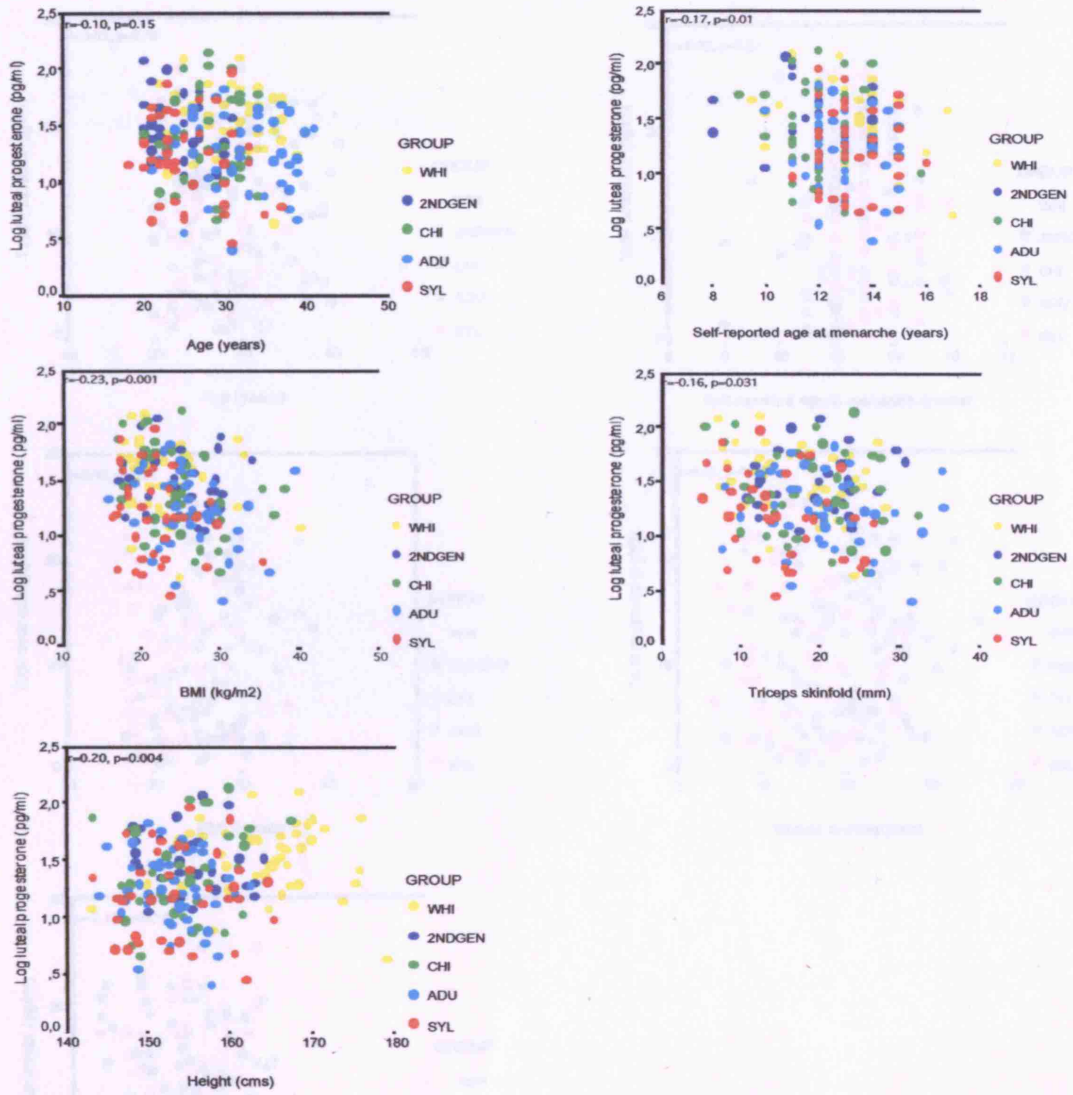 r=-0.10, p=0.15
Log luteal progesterone (pg/ml)
2,5
2,0
1,5
1,0
,5
0,0
10
20
30
40
50
Age (years)
GROUP
WHI
2NDGEN
CHI
ADU
SYL
r=-0.17, p=0.01
Log luteal progesterone (pg/ml)
2,5
2,0
1,5
1,0
,5
0,0
6
8
10
12
14
16
18
Self-reported age at menarche (years)
GROUP
WHI
2NDGEN
CHI
ADU
SYL
r=-0.23, p=0.001
Log luteal progesterone (pg/ml)
2,5
2,0
1,5
1,0
,5
0,0
10
20
30
40
50
BMI (kg/m2)
GROUP
WHI
2NDGEN
CHI
ADU
SYL
r=-0.16, p=0.031
Log luteal progesterone (pg/ml)
2,5
2,0
1,5
1,0
,5
0,0
0
10
20
30
40
Triceps skinfold (mm)
GROUP
WHI
2NDGEN
CHI
ADU
SYL
r=0.20, p=0.004
Log luteal progesterone (pg/ml)
2,5
2,0
1,5
1,0
,5
0,0
140
150
160
170
180
Height (cms)
GROUP
WHI
2NDGEN
CHI
ADU
SYL